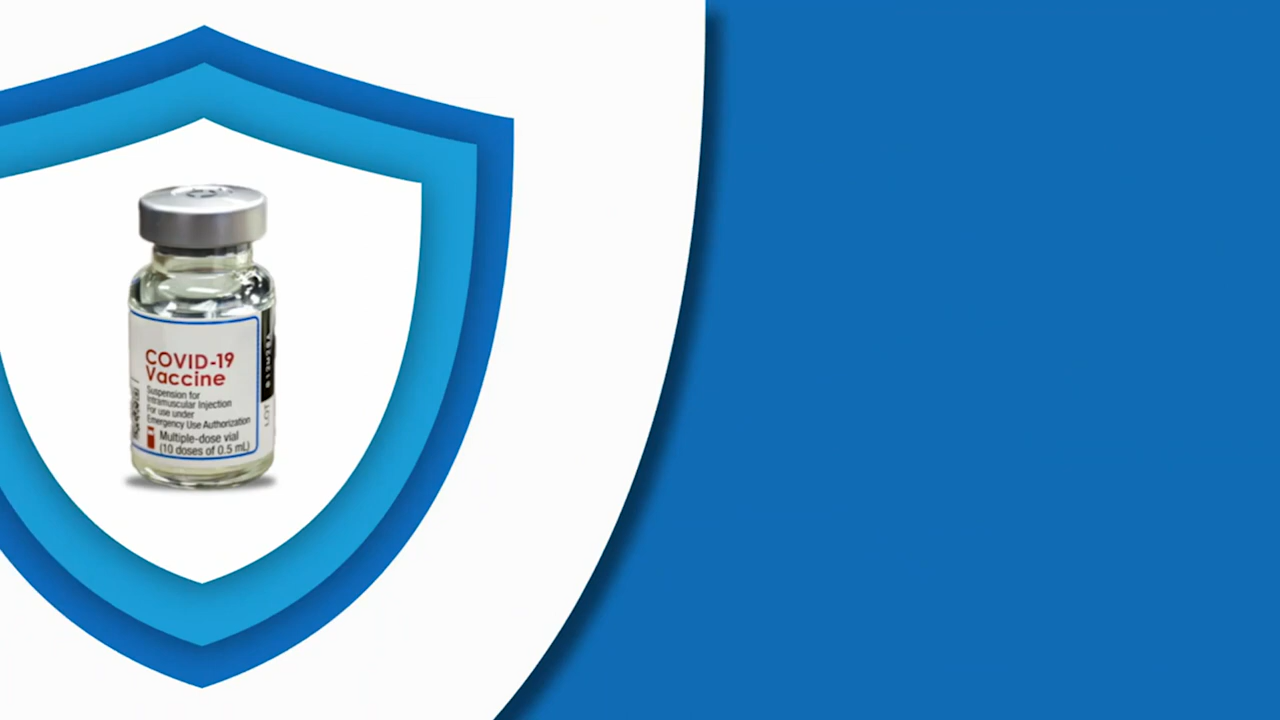 COVID-19
Vaccine
Suspension for
Intramuscular Injection
For use under
Emergency Use Authorization
Multiple-dose vial
(10 doses of 0.5 mL)
LOT